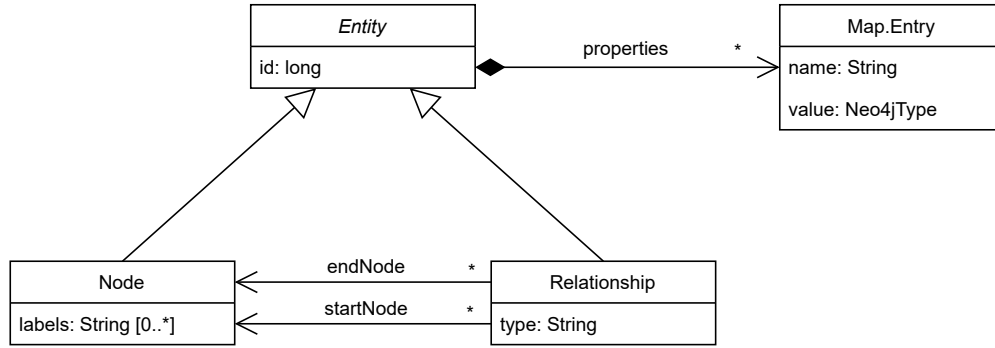 Entity
id: long
properties
*
Map.Entry
name: String
value: Neo4jType
Node
labels: String [0..*]
endNode
*
startNode
*
Relationship
type: String